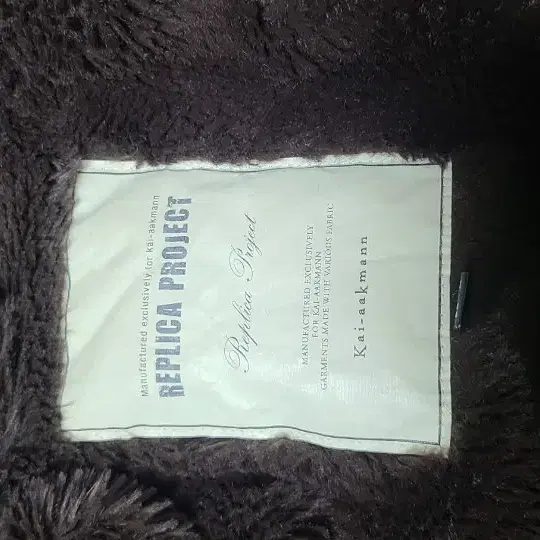 Manufactured exclusively for Kai-aakmann
REPLICA PROJECT
Replica Project
MANUFACTURED EXCLUSIVELY
FOR KAI-AAKMANN
GARMENTS MADE WITH VARIOUS FABRIC
Kai-aakmann